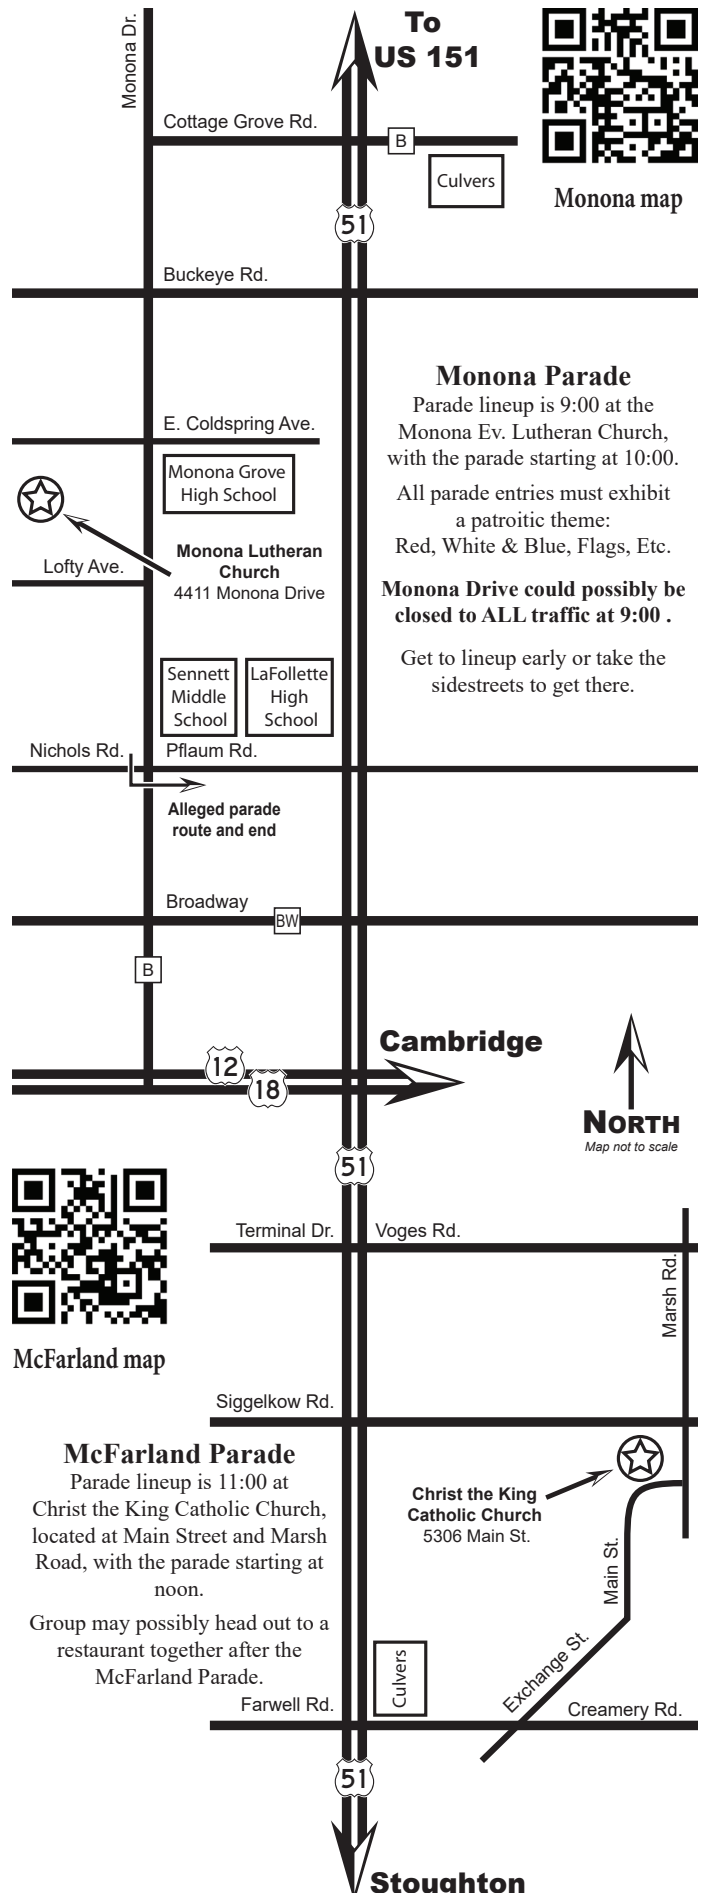 Monona Dr.
To
US 151
Cottage Grove Rd.
B
Culvers
Monona map
51
Buckeye Rd.
Monona Parade
Parade lineup is 9:00 at the
Monona Ev. Lutheran Church,
with the parade starting at 10:00.
All parade entries must exhibit
a patroitic theme:
Red, White & Blue, Flags, Etc.
Monona Drive could possibly be
closed to ALL traffic at 9:00 .
Get to lineup early or take the
sidestreets to get there.
E. Coldspring Ave.
Monona Grove
High School
Monona Lutheran
Church
4411 Monona Drive
Lofty Ave.
Sennett
Middle
School
LaFollette
High
School
Nichols Rd.
Pflaum Rd.
Alleged parade
route and end
Broadway
BW
B
Cambridge
12
18
NORTH
Map not to scale
51
McFarland map
Terminal Dr.
Voges Rd.
Marsh Rd.
Siggelkow Rd.
McFarland Parade
Parade lineup is 11:00 at
Christ the King Catholic Church,
located at Main Street and Marsh
Road, with the parade starting at
noon.
Group may possibly head out to a
restaurant together after the
McFarland Parade.
Christ the King
Catholic Church
5306 Main St.
Main St.
Exchange St.
Culvers
Farwell Rd.
Creamery Rd.
51
Stoughton